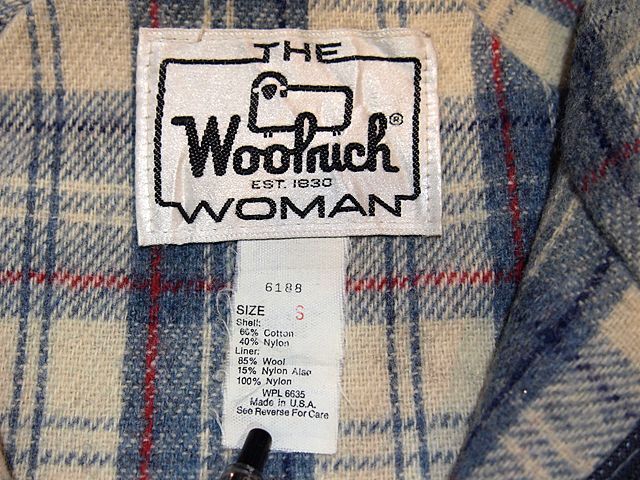 THE
Woolrich®
EST. 1830
WOMAN
6188
SIZE S
Shell:
60% Cotton
40% Nylon
Liner:
85% Wool
15% Nylon Also
100% Nylon
WPL 6635
Made in U.S.A.
See Reverse For Care